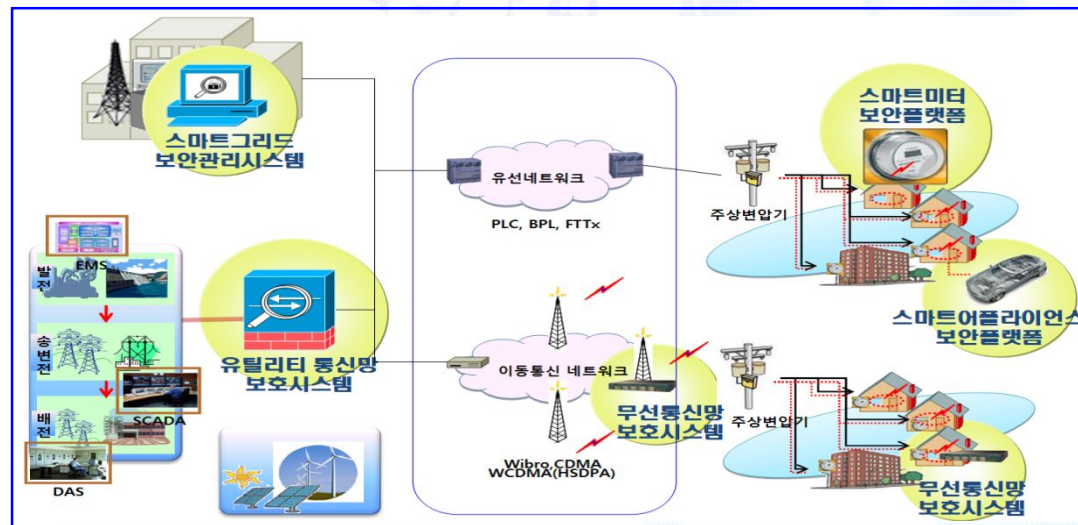 스마트그리드
보안관리시스템
EMS
발전
송변전
배전
SCADA
DAS
유틸리티 통신망
보호시스템
유선네트워크
PLC, BPL, FTTx
이동통신 네트워크
Wibro CDMA
WCDMA(HSDPA)
무선통신망
보호시스템
주상변압기
스마트미터
보안플랫폼
스마트어플라이언스
보안플랫폼
주상변압기
무선통신망
보호시스템